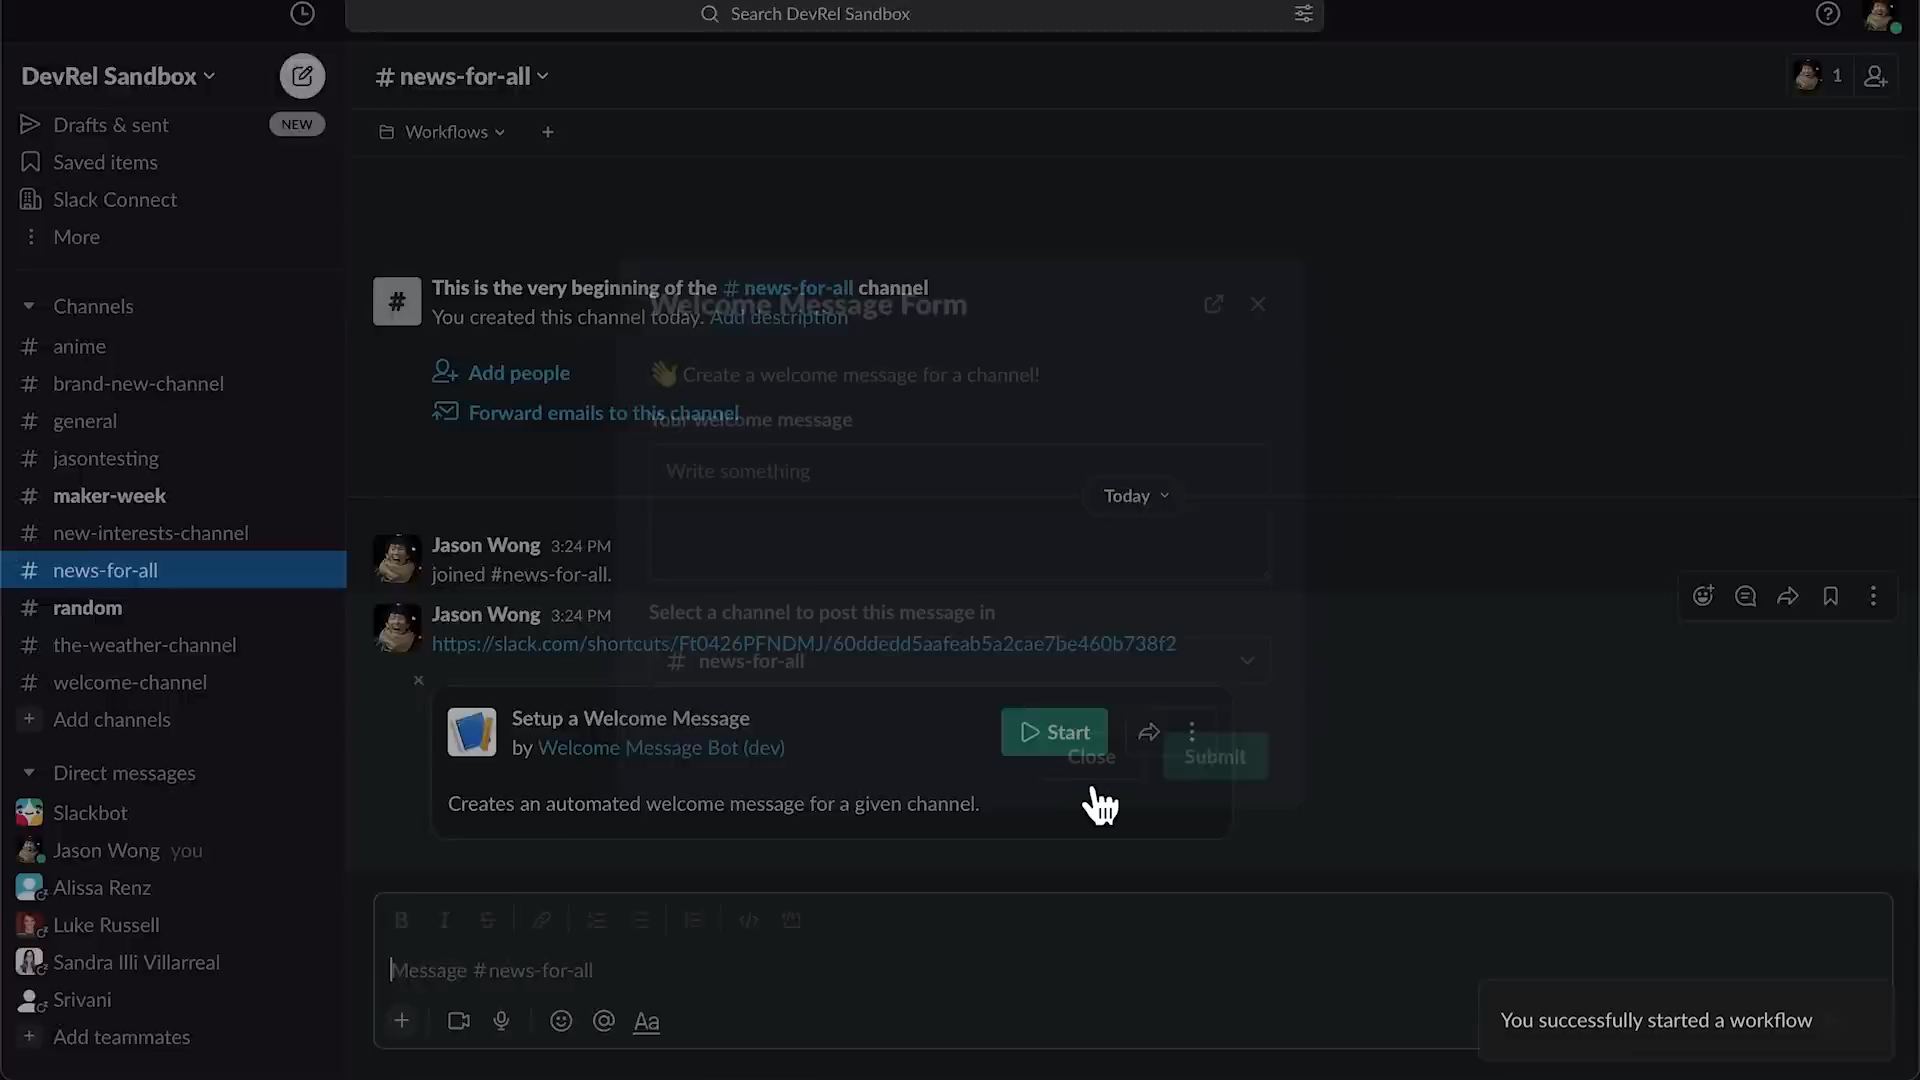 Search DevRel Sandbox
DevRel Sandbox
Drafts & sent
NEW
Saved items
Slack Connect
More
Channels
# anime
# brand-new-channel
# general
# jasontesting
# maker-week
# new-interests-channel
# news-for-all
# random
# the-weather-channel
# welcome-channel
+ Add channels
Direct messages
Slackbot
Jason Wong you
Alissa Renz
Luke Russell
Sandra Illi Villarreal
Srivani
+ Add teammates
# news-for-all
1
Workflows
+
#
This is the very beginning of the # news-for-all channel
You created this channel today. Add description
Add people
Forward emails to this channel
Today
Jason Wong 3:24 PM
joined #news-for-all.
Jason Wong 3:24 PM
https://slack.com/shortcuts/Ft0426PFNDMJ/60ddedd5aafeab5a2cae7be460b738f2
Setup a Welcome Message
by Welcome Message Bot (dev)
Start
Creates an automated welcome message for a given channel.
Welcome Message Form
👋 Create a welcome message for a channel!
Your welcome message
Write something
Select a channel to post this message in
# news-for-all
Close
Submit
B I S
Message #news-for-all
+ @ Aa
You successfully started a workflow